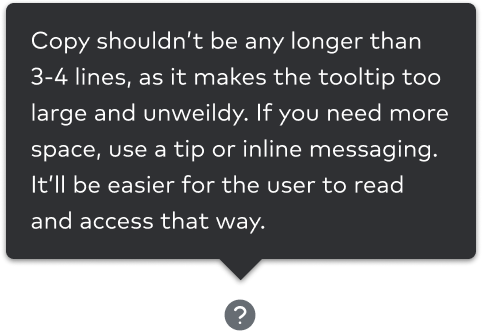 Copy shouldn’t be any longer than
3-4 lines, as it makes the tooltip too
large and unweildy. If you need more
space, use a tip or inline messaging.
It’ll be easier for the user to read
and access that way.
?